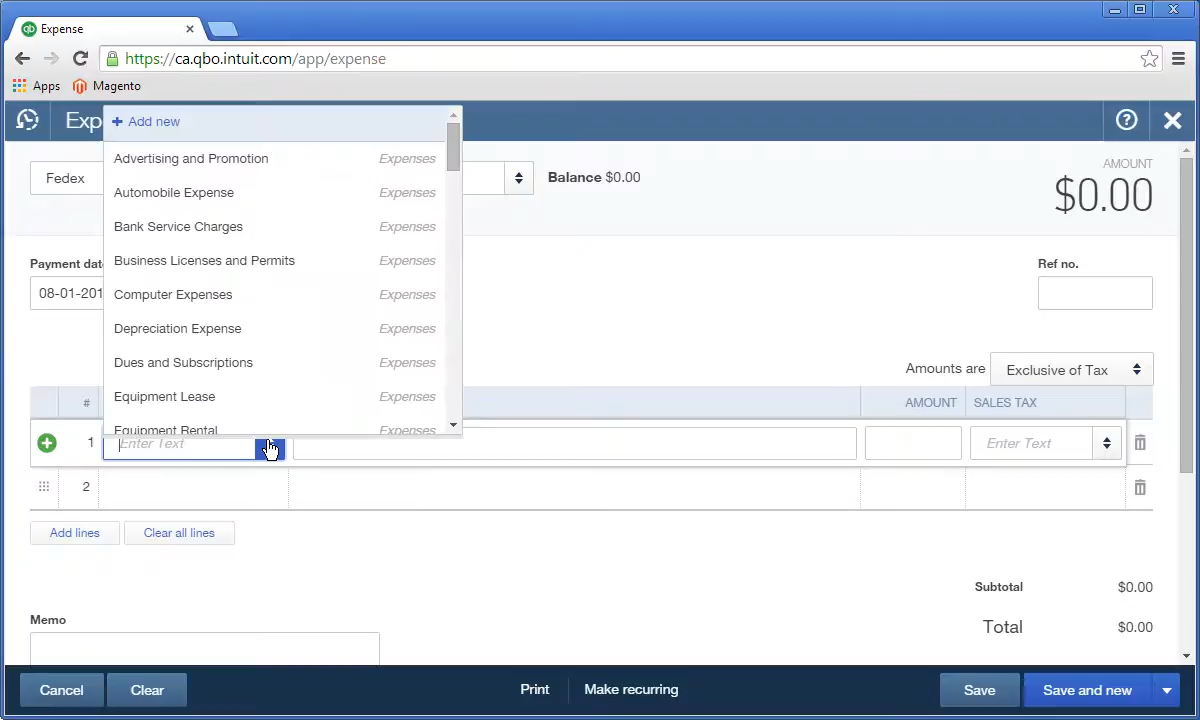 qb Expense
https://ca.qbo.intuit.com/app/expense
Apps Magento
Exp
+ Add new
Advertising and Promotion Expenses
Automobile Expense Expenses
Bank Service Charges Expenses
Business Licenses and Permits Expenses
Computer Expenses Expenses
Depreciation Expense Expenses
Dues and Subscriptions Expenses
Equipment Lease Expenses
Equipment Rental Expenses
Fedex
Balance $0.00
AMOUNT
$0.00
Payment date
08-01-201
Ref no.
Amounts are Exclusive of Tax
# AMOUNT SALES TAX
1 Enter Text Enter Text
2
Add lines Clear all lines
Subtotal $0.00
Memo
Total $0.00
Cancel Clear Print Make recurring Save Save and new